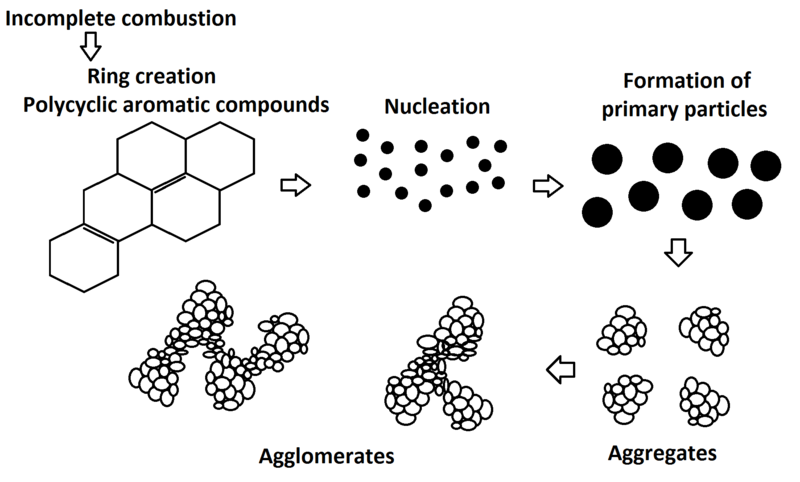 Incomplete combustion
Ring creation
Polycyclic aromatic compounds
Nucleation
Formation of
primary particles
Agglomerates
Aggregates